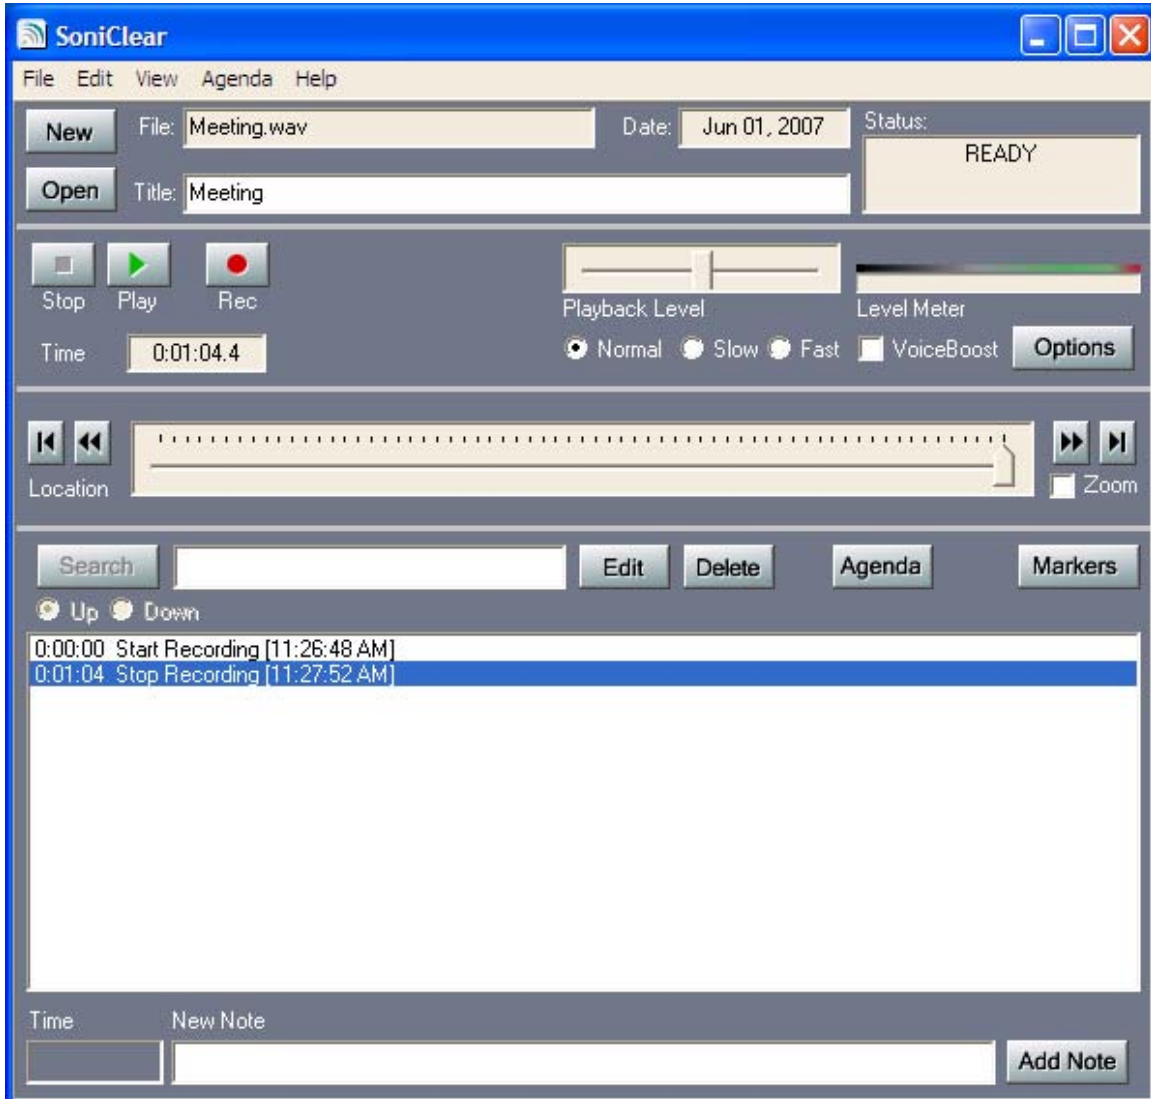 SoniClear
File Edit View Agenda Help
New File: Meeting.wav Date: Jun 01, 2007 Status:
READY
Open Title: Meeting
Stop Play Rec Playback Level Level Meter
Time 0:01:04.4 Normal Slow Fast VoiceBoost Options
Location Zoom
Search Edit Delete Agenda Markers
Up Down
0:00:00 Start Recording [11:26:48 AM]
0:01:04 Stop Recording [11:27:52 AM]
Time New Note
Add Note